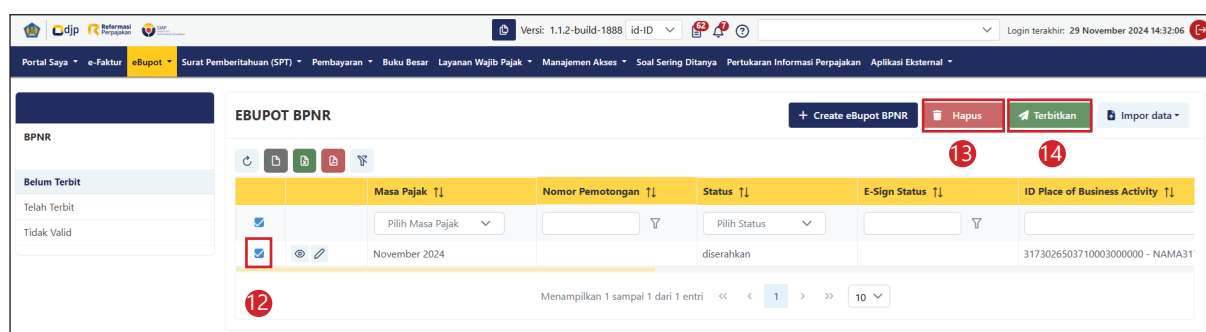 djp Reformasi Perpajakan SIAP Versi: 1.1.2-build-1888 id-ID 62 7 Login terakhir: 29 November 2024 14:32:06
Portal Saya e-Faktur eBupot Surat Pemberitahuan (SPT) Pembayaran Buku Besar Layanan Wajib Pajak Manajemen Akses Soal Sering Ditanya Pertukaran Informasi Perpajakan Aplikasi Eksternal
BPNR
Belum Terbit
Telah Terbit
Tidak Valid
EBUPOT BPNR + Create eBupot BPNR Hapus Terbitkan Impor data
13 14
Masa Pajak Nomor Pemotongan Status E-Sign Status ID Place of Business Activity
Pilih Masa Pajak Pilih Status
November 2024 diserahkan 3173026503710003000000 - NAMA31
12
Menampilkan 1 sampai 1 dari 1 entri << < 1 > >> 10